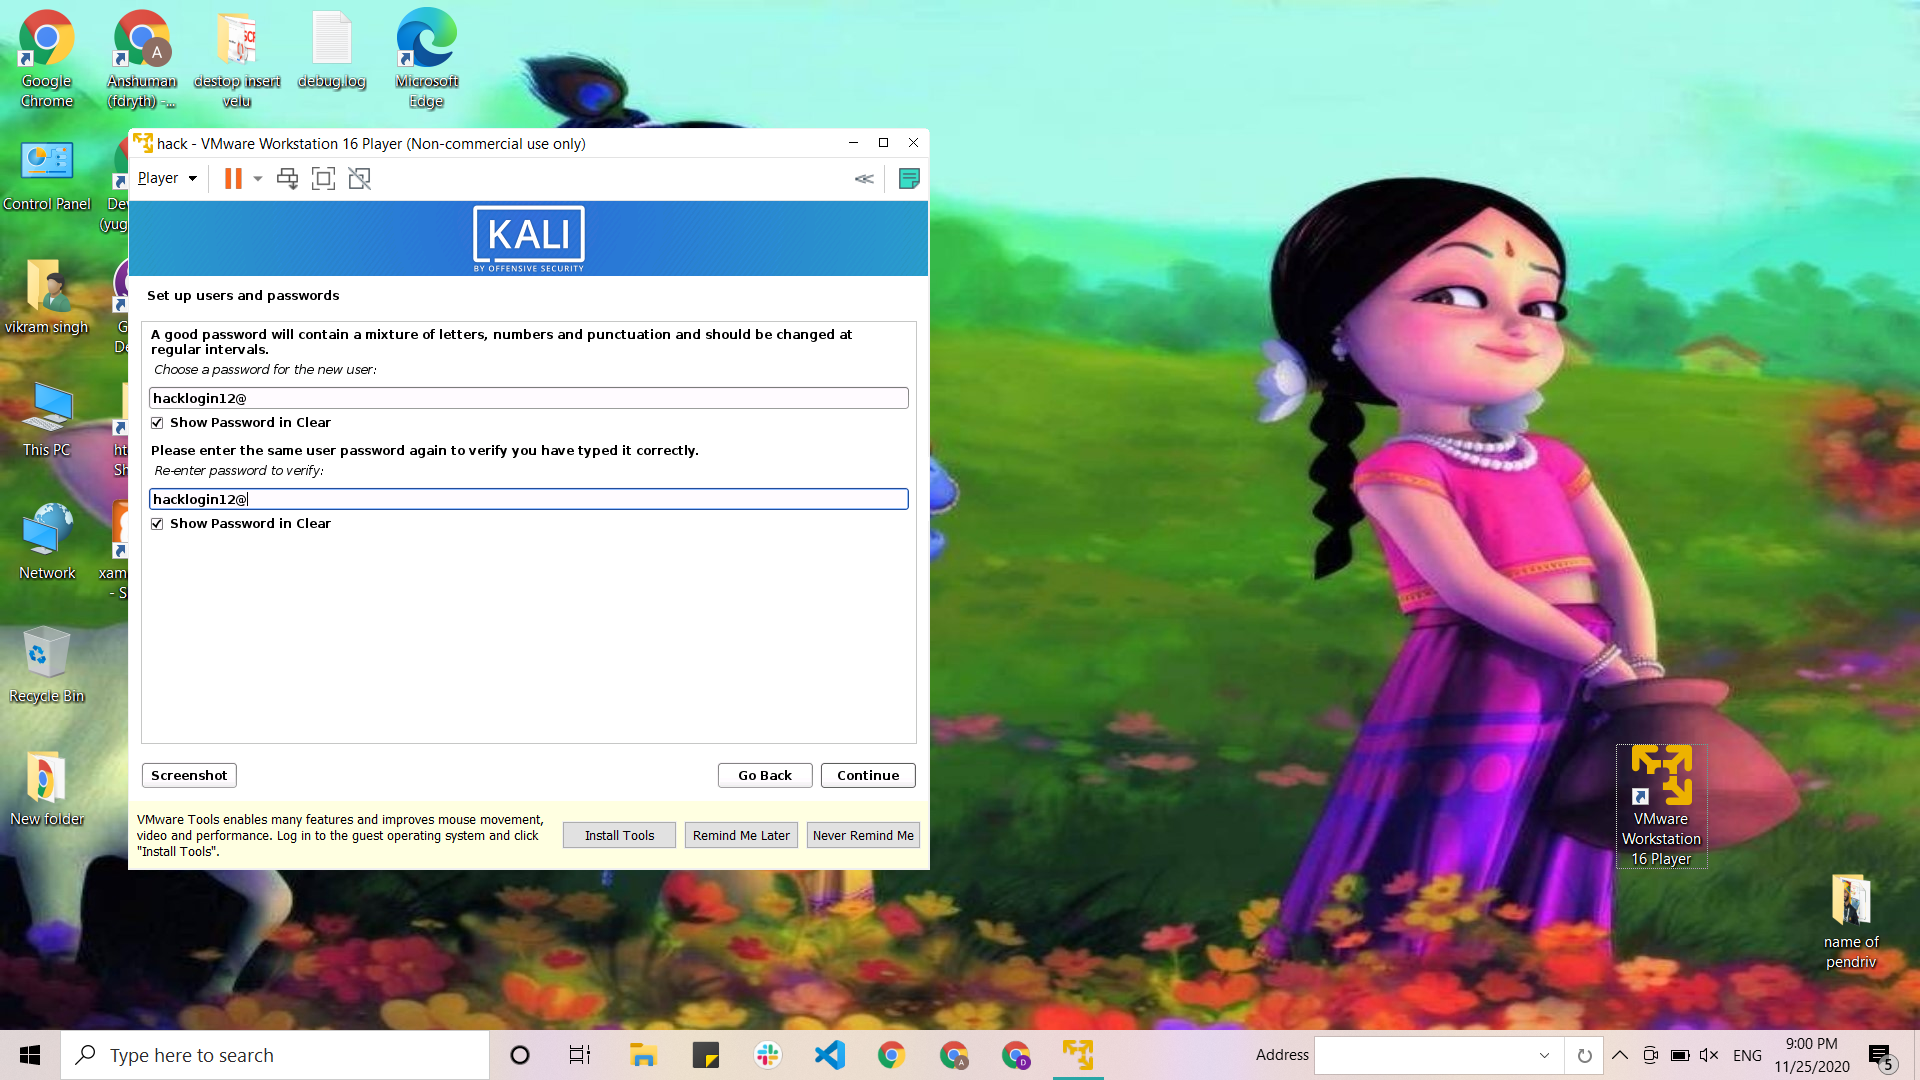 Google
Chrome
Anshuman
(fdryth) -...
destop insert
velu
debug.log
Microsoft
Edge
Control Panel
vikram singh
This PC
Network
Recycle Bin
New folder
hack - VMware Workstation 16 Player (Non-commercial use only)
Player
KALI
BY OFFENSIVE SECURITY
Set up users and passwords
A good password will contain a mixture of letters, numbers and punctuation and should be changed at
regular intervals.
Choose a password for the new user:
hacklogin12@
Show Password in Clear
Please enter the same user password again to verify you have typed it correctly.
Re-enter password to verify:
hacklogin12@
Show Password in Clear
Screenshot
Go Back
Continue
VMware Tools enables many features and improves mouse movement,
video and performance. Log in to the guest operating system and click
"Install Tools".
Install Tools
Remind Me Later
Never Remind Me
VMware
Workstation
16 Player
name of
pendriv
Type here to search
Address
ENG
9:00 PM
11/25/2020
5